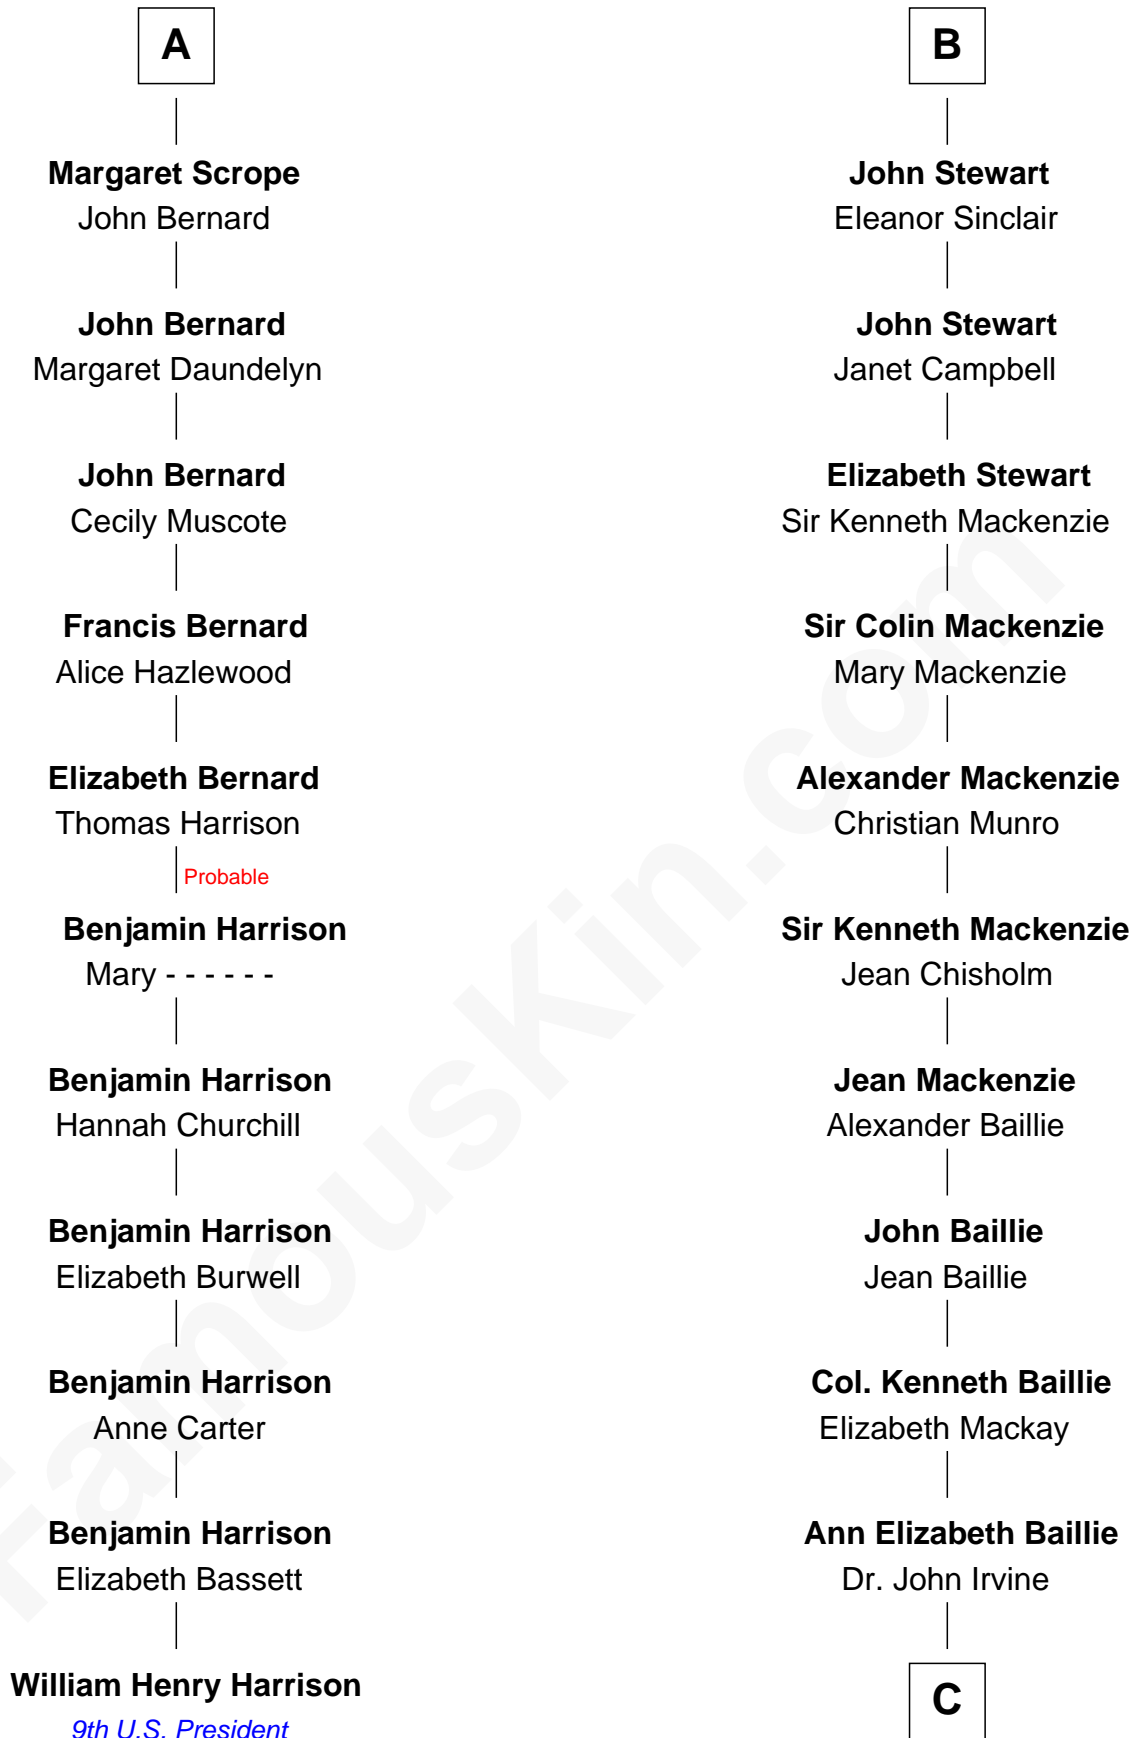 A
Margaret Scrope
John Bernard
John Bernard
Margaret Daundelyn
John Bernard
Cecily Muscote
Francis Bernard
Alice Hazlewood
Elizabeth Bernard
Thomas Harrison
Probable
Benjamin Harrison
Mary - - - - - -
Benjamin Harrison
Hannah Churchill
Benjamin Harrison
Elizabeth Burwell
Benjamin Harrison
Anne Carter
Benjamin Harrison
Elizabeth Bassett
William Henry Harrison
9th U.S. President
B
John Stewart
Eleanor Sinclair
John Stewart
Janet Campbell
Elizabeth Stewart
Sir Kenneth Mackenzie
Sir Colin Mackenzie
Mary Mackenzie
Alexander Mackenzie
Christian Munro
Sir Kenneth Mackenzie
Jean Chisholm
Jean Mackenzie
Alexander Baillie
John Baillie
Jean Baillie
Col. Kenneth Baillie
Elizabeth Mackay
Ann Elizabeth Baillie
Dr. John Irvine
C
FamousKin.com